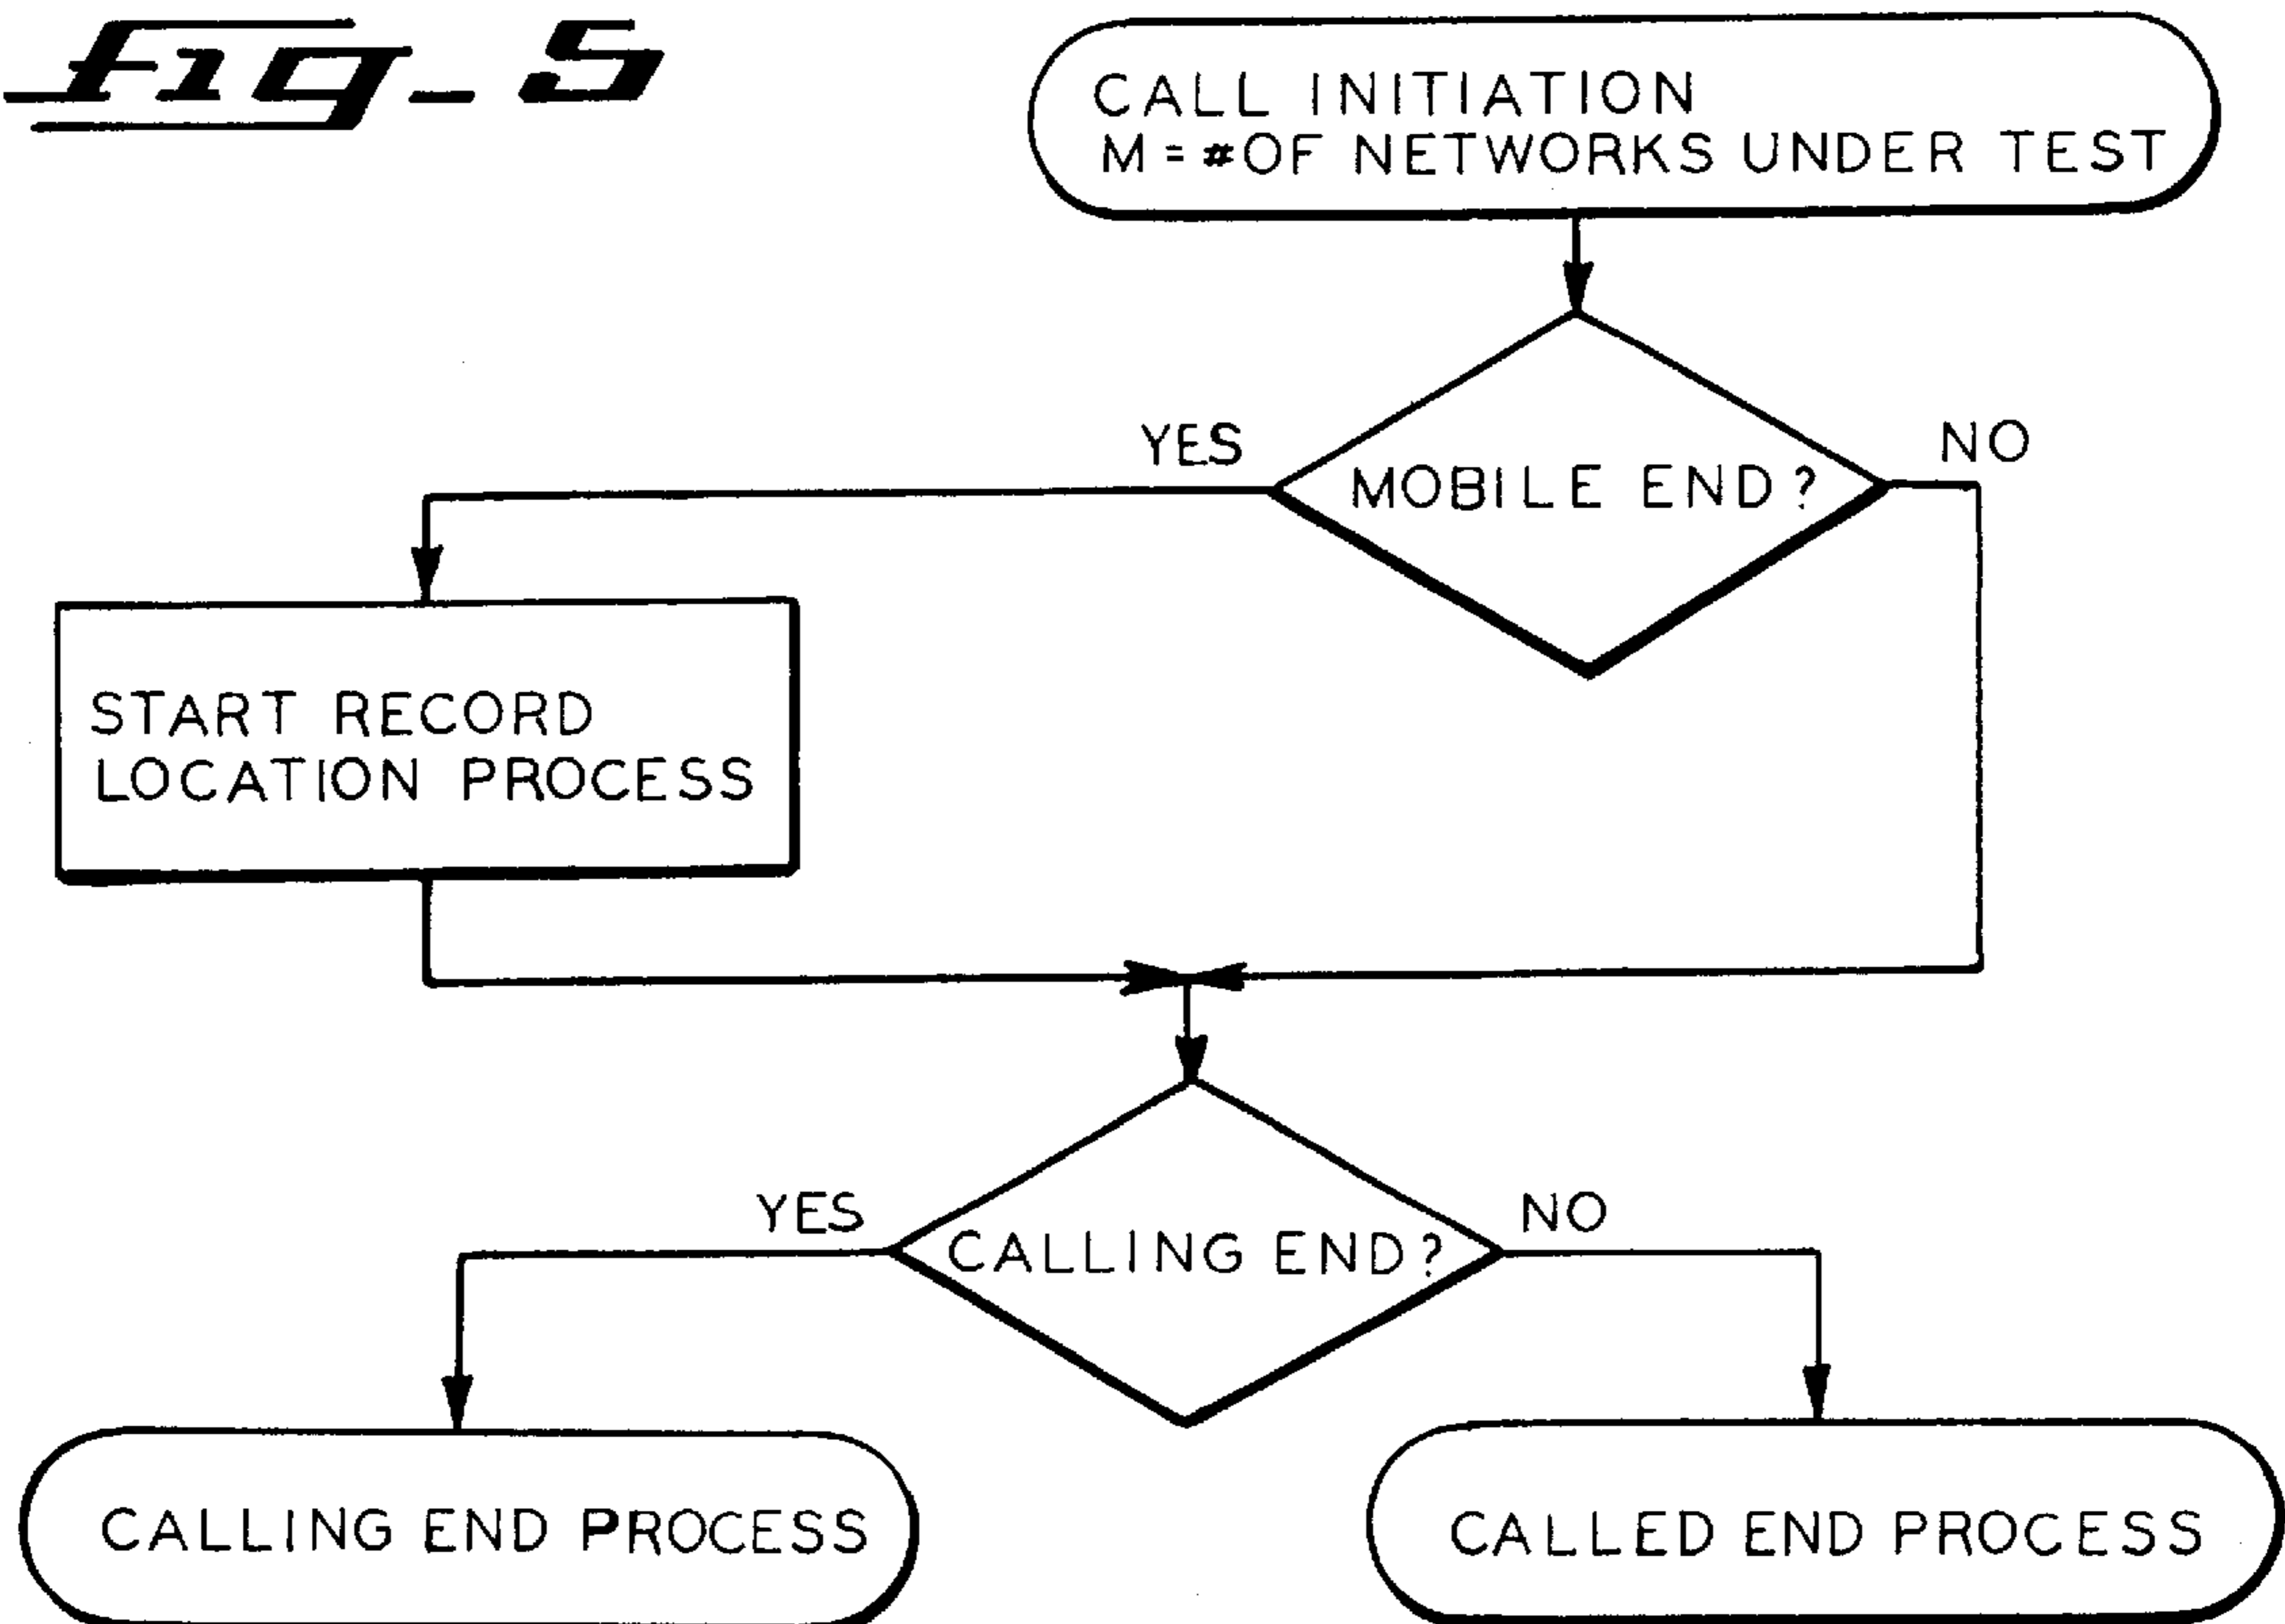 fig-5
CALL INITIATION
M = # OF NETWORKS UNDER TEST
YES
NO
MOBILE END?
START RECORD
LOCATION PROCESS
YES
NO
CALLING END?
CALLING END PROCESS
CALLED END PROCESS